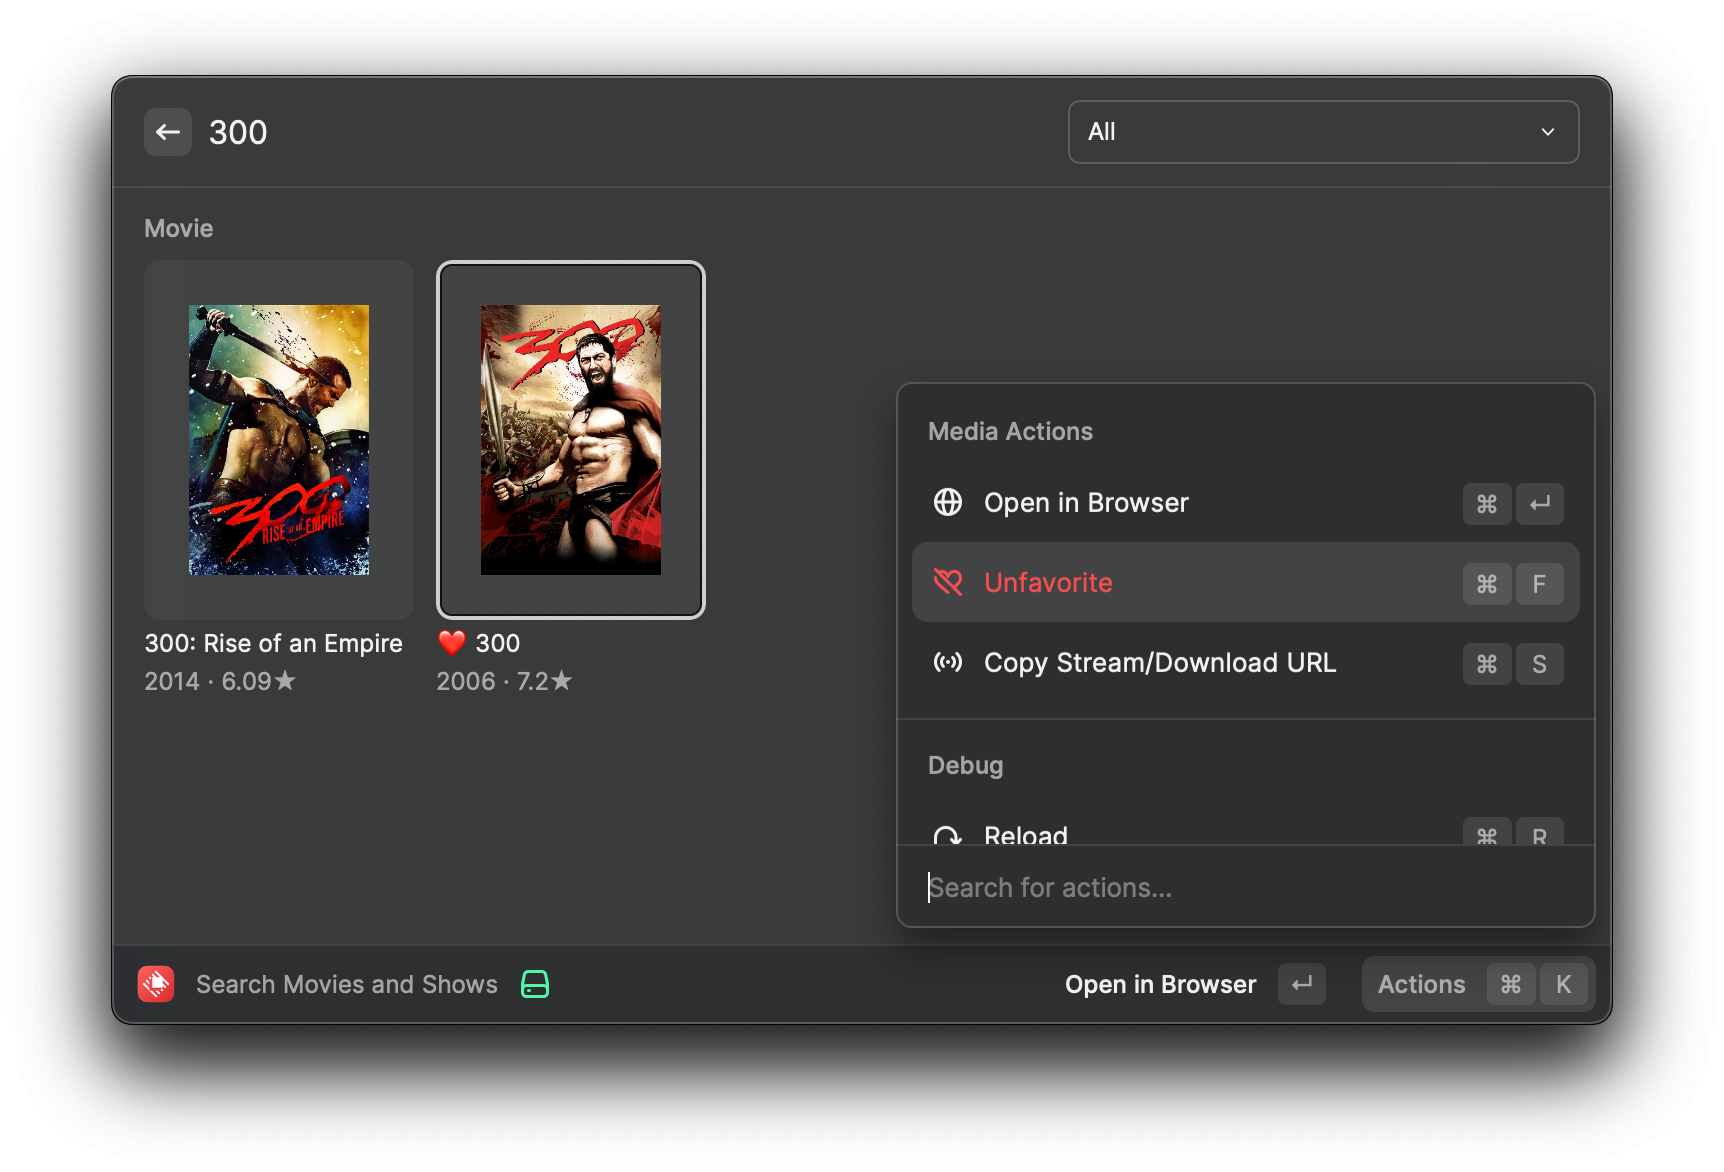 300
All
Movie
300
RISE OF AN EMPIRE
300
300: Rise of an Empire
2014 · 6.09★
❤️ 300
2006 · 7.2★
Media Actions
Open in Browser ⌘ ↵
Unfavorite ⌘ F
Copy Stream/Download URL ⌘ S
Debug
Reload ⌘ R
Search for actions...
Search Movies and Shows
Open in Browser ↵
Actions ⌘ K